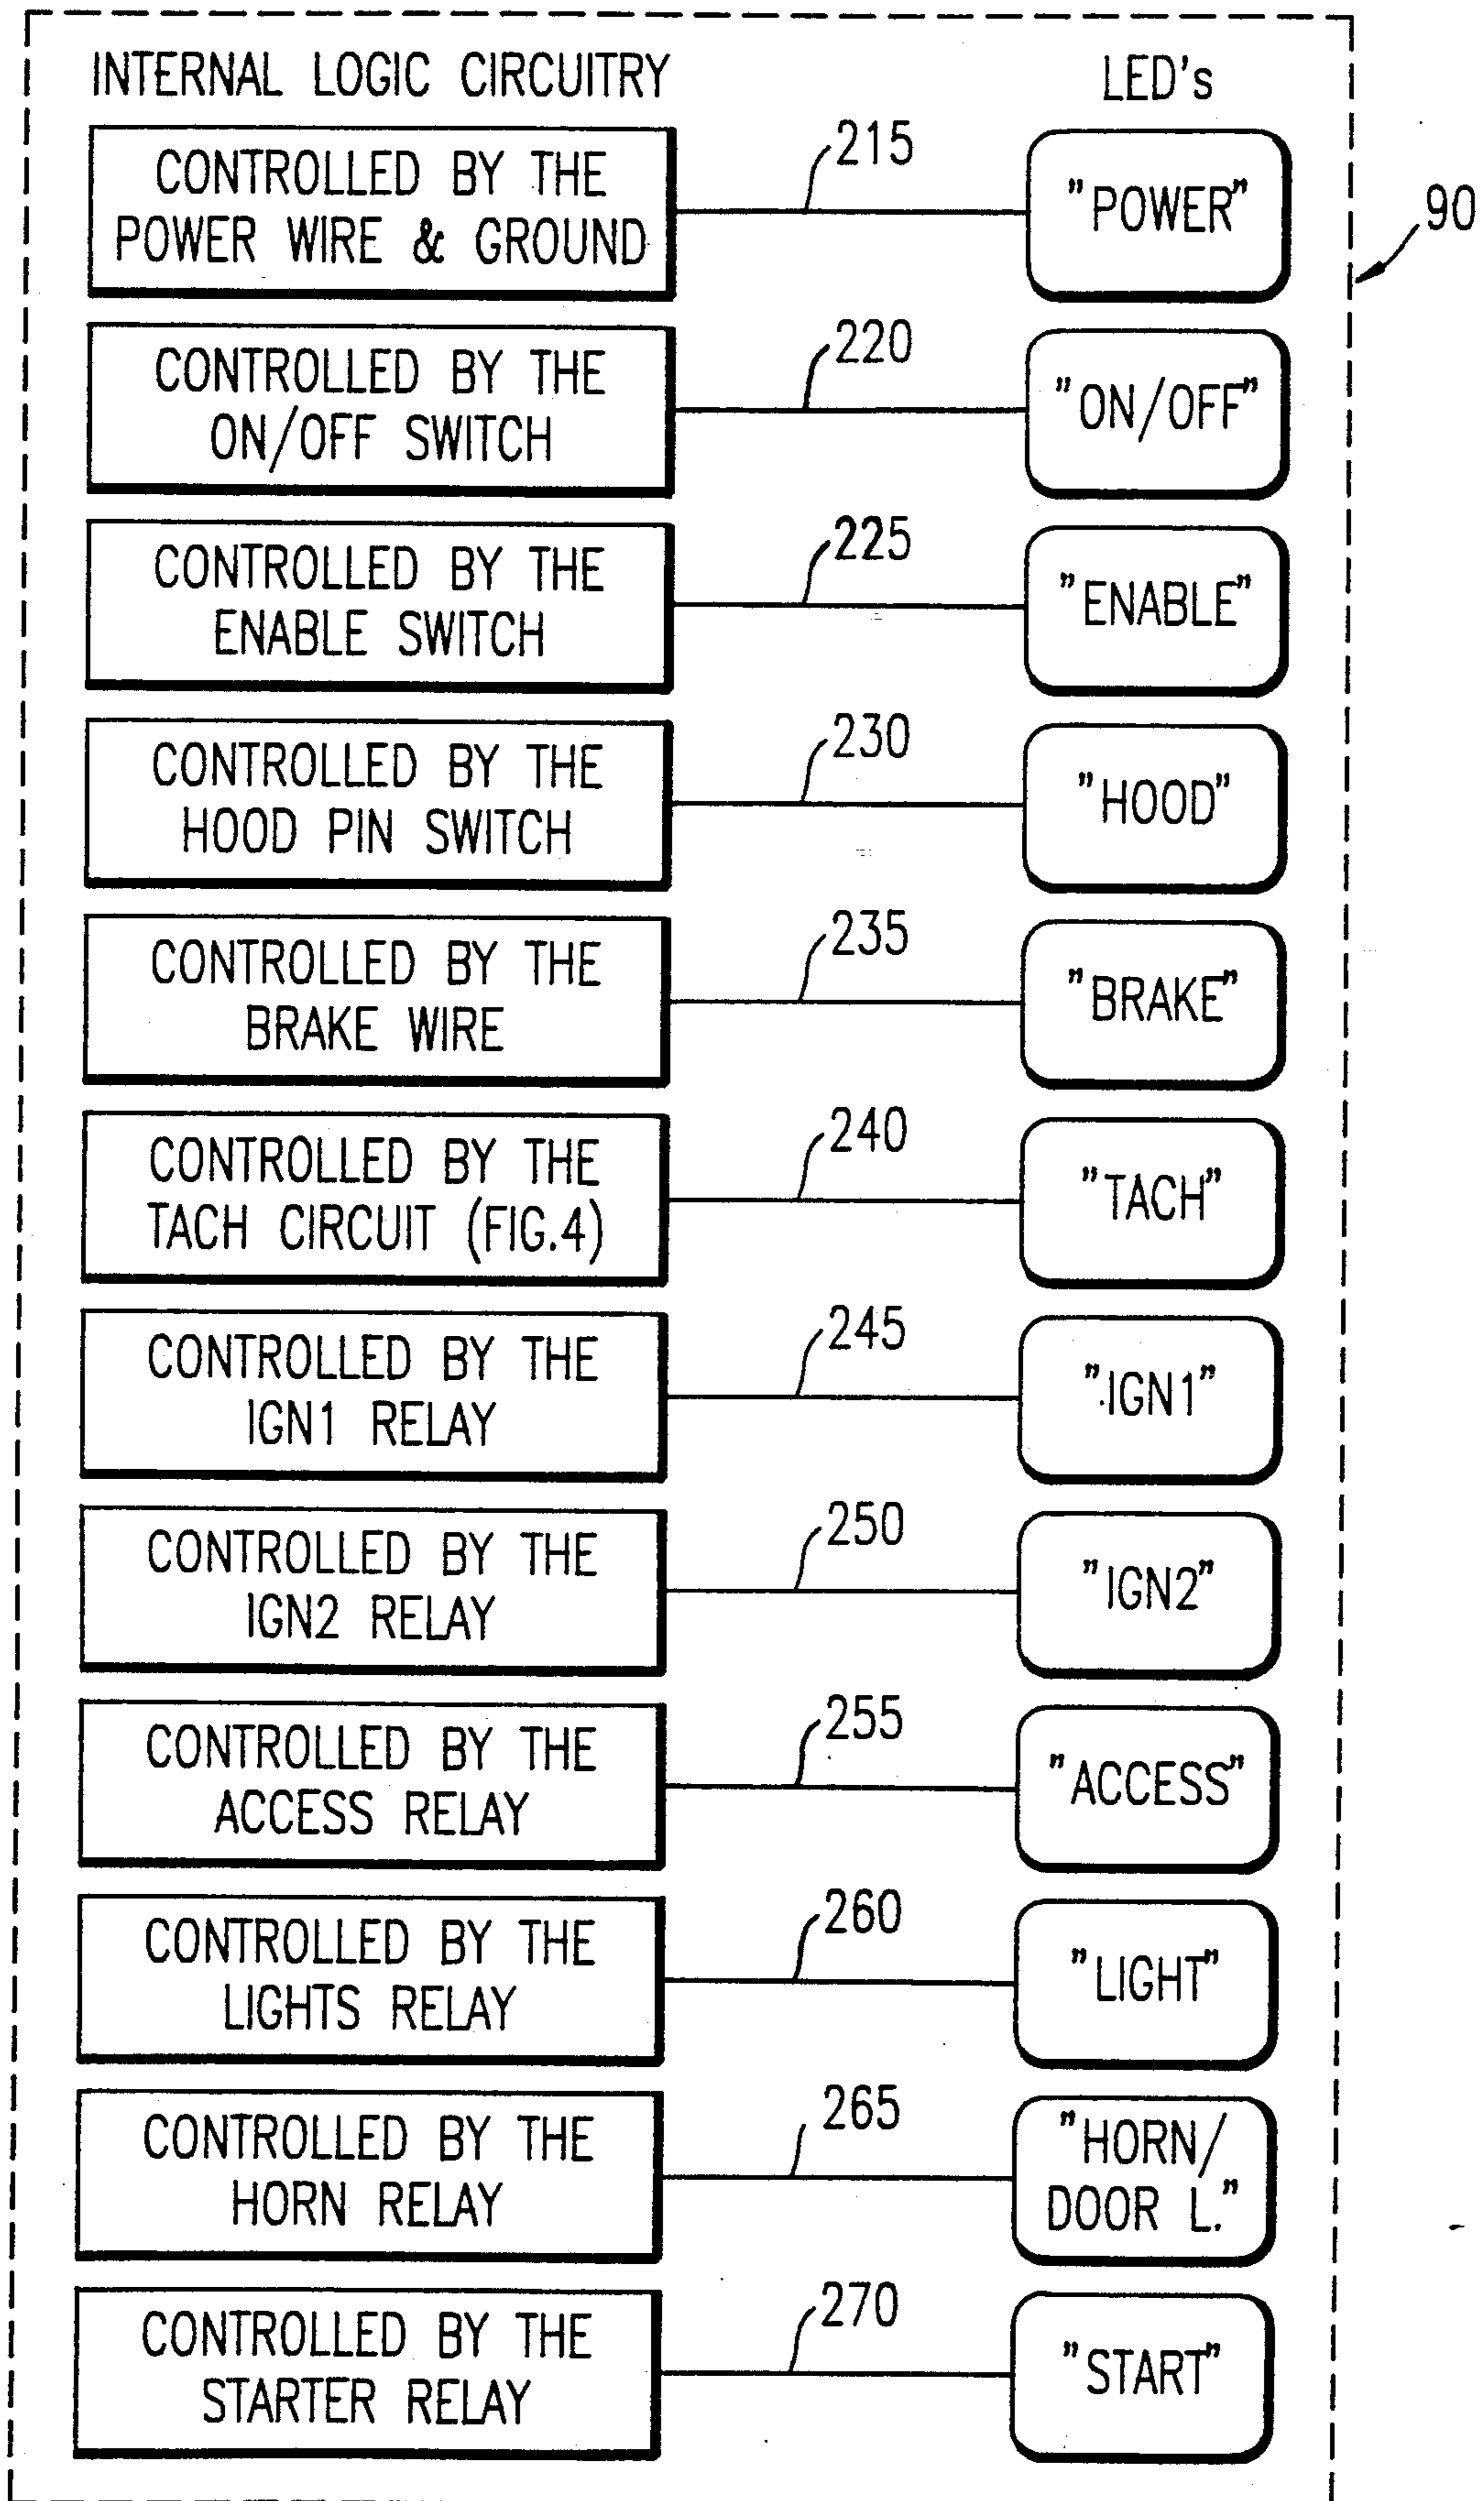 INTERNAL LOGIC CIRCUITRY
LED's
90
CONTROLLED BY THE
POWER WIRE & GROUND
215
"POWER"
CONTROLLED BY THE
ON/OFF SWITCH
220
"ON/OFF"
CONTROLLED BY THE
ENABLE SWITCH
225
"ENABLE"
CONTROLLED BY THE
HOOD PIN SWITCH
230
"HOOD"
CONTROLLED BY THE
BRAKE WIRE
235
"BRAKE"
CONTROLLED BY THE
TACH CIRCUIT (FIG.4)
240
"TACH"
CONTROLLED BY THE
IGN1 RELAY
245
"IGN1"
CONTROLLED BY THE
IGN2 RELAY
250
"IGN2"
CONTROLLED BY THE
ACCESS RELAY
255
"ACCESS"
CONTROLLED BY THE
LIGHTS RELAY
260
"LIGHT"
CONTROLLED BY THE
HORN RELAY
265
"HORN/
DOOR L."
CONTROLLED BY THE
STARTER RELAY
270
"START"